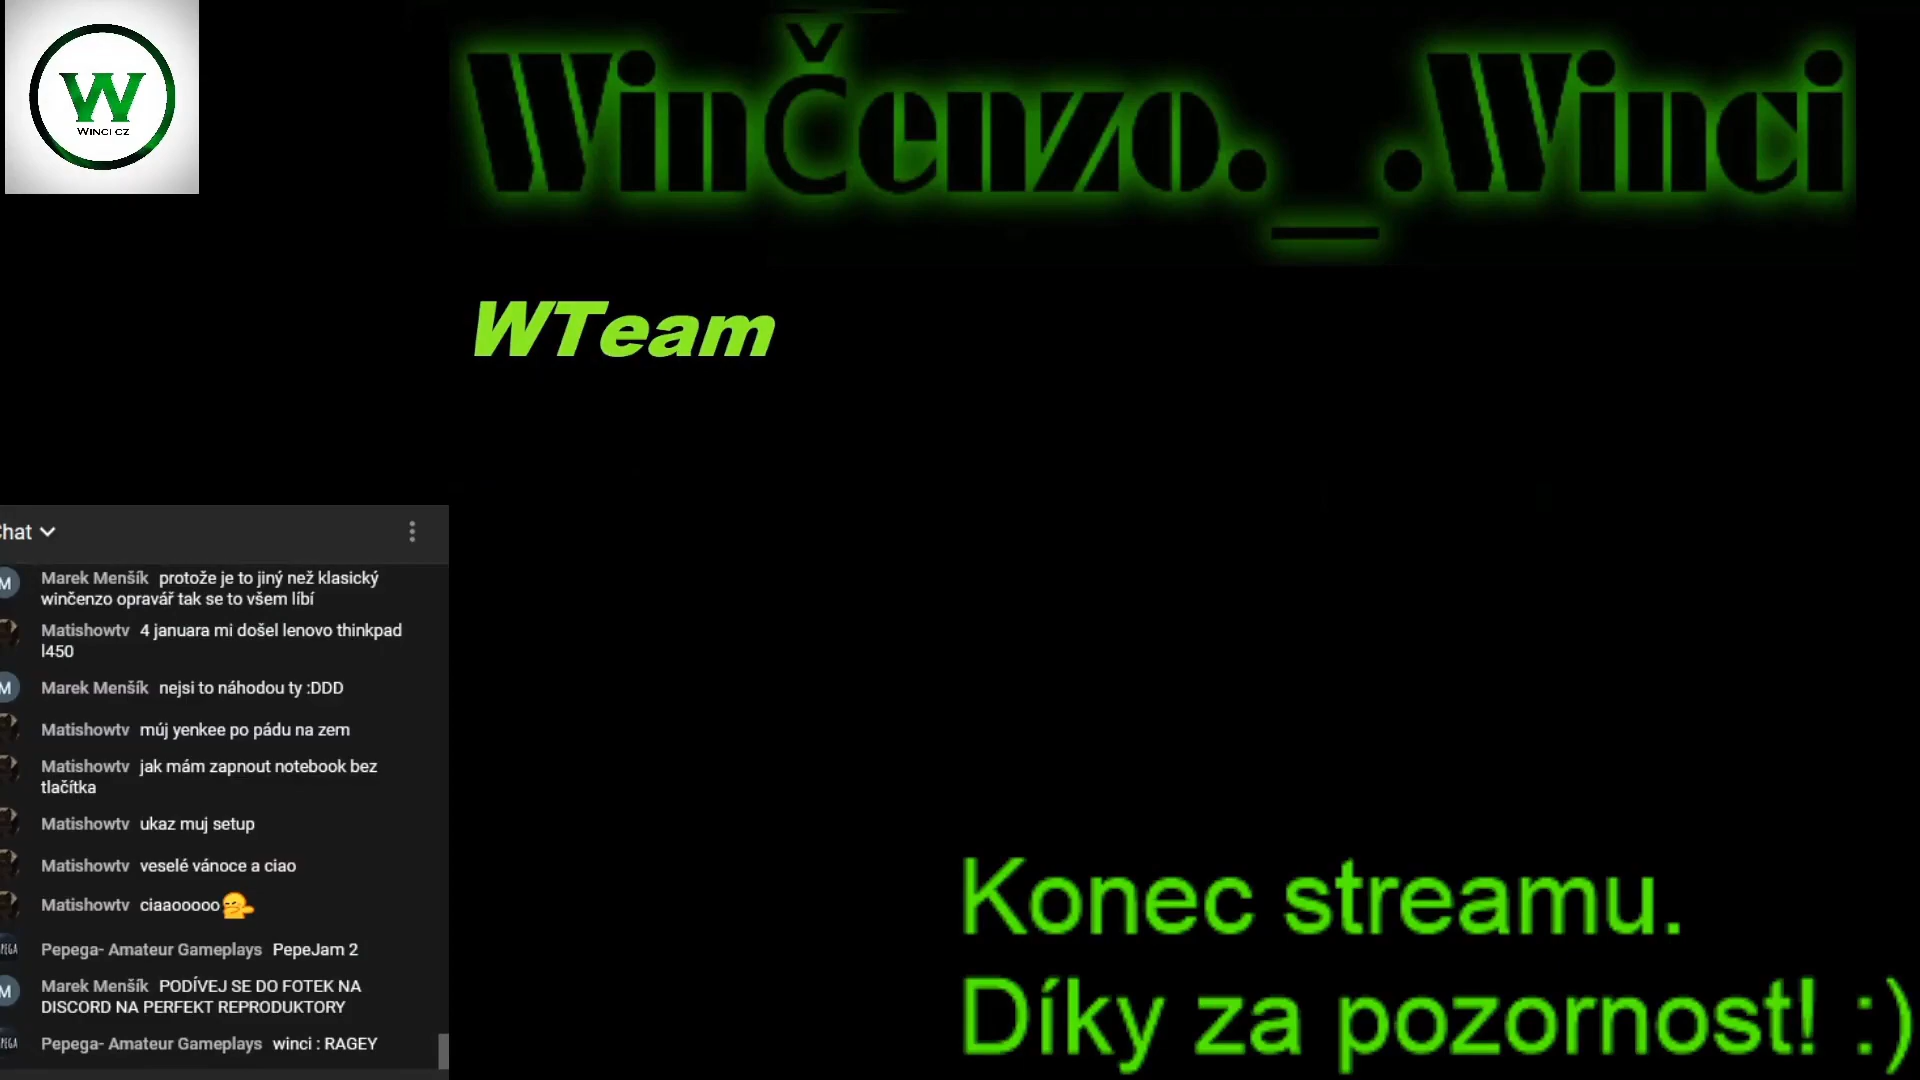 W
WINCI CZ
WinČenzo._.Winci
WTeam
Chat
Marek Menšík protože je to jiný než klasický
winčenzo opravář tak se to všem líbí
Matishowtv 4 januara mi došel lenovo thinkpad
l450
Marek Menšík nejsi to náhodou ty :DDD
Matishowtv múj yenkee po pádu na zem
Matishowtv jak mám zapnout notebook bez
tlačítka
Matishowtv ukaz muj setup
Matishowtv veselé vánoce a ciao
Matishowtv ciaaooooo
Pepega- Amateur Gameplays PepeJam 2
Marek Menšík PODÍVEJ SE DO FOTEK NA
DISCORD NA PERFEKT REPRODUKTORY
Pepega- Amateur Gameplays winci : RAGEY
Konec streamu.
Díky za pozornost! :)